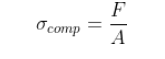 σ_comp = F/A